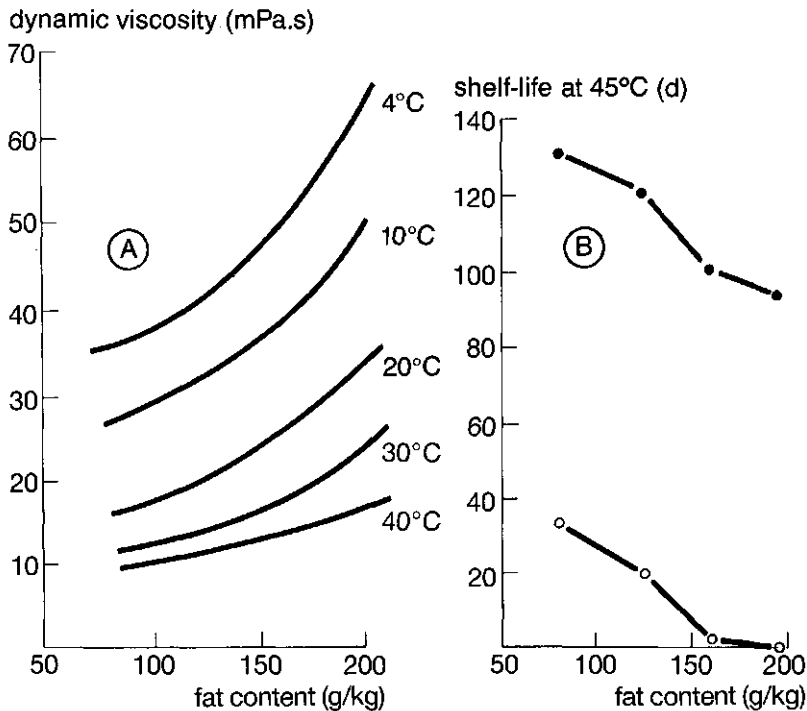 dynamic viscosity (mPa.s)
70
60
50
40
30
20
10
4°C
10°C
20°C
30°C
40°C
A
50 100 150 200
fat content (g/kg)
shelf-life at 45°C (d)
140
120
100
80
60
40
20
B
50 100 150 200
fat content (g/kg)